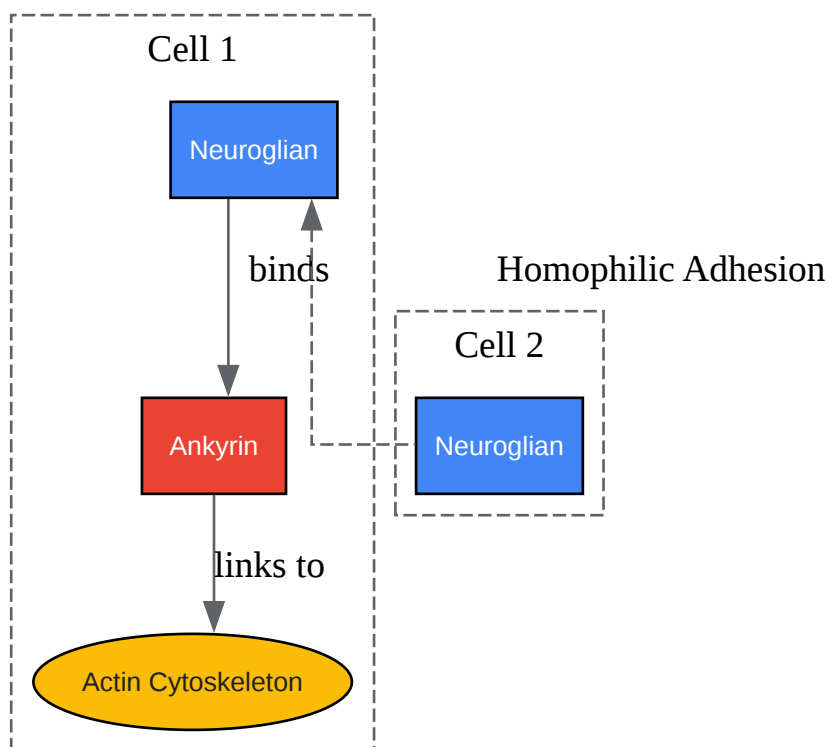 Cell 1
Neuroglian
binds
Homophilic Adhesion
Cell 2
Ankyrin
Neuroglian
links to
Actin Cytoskeleton